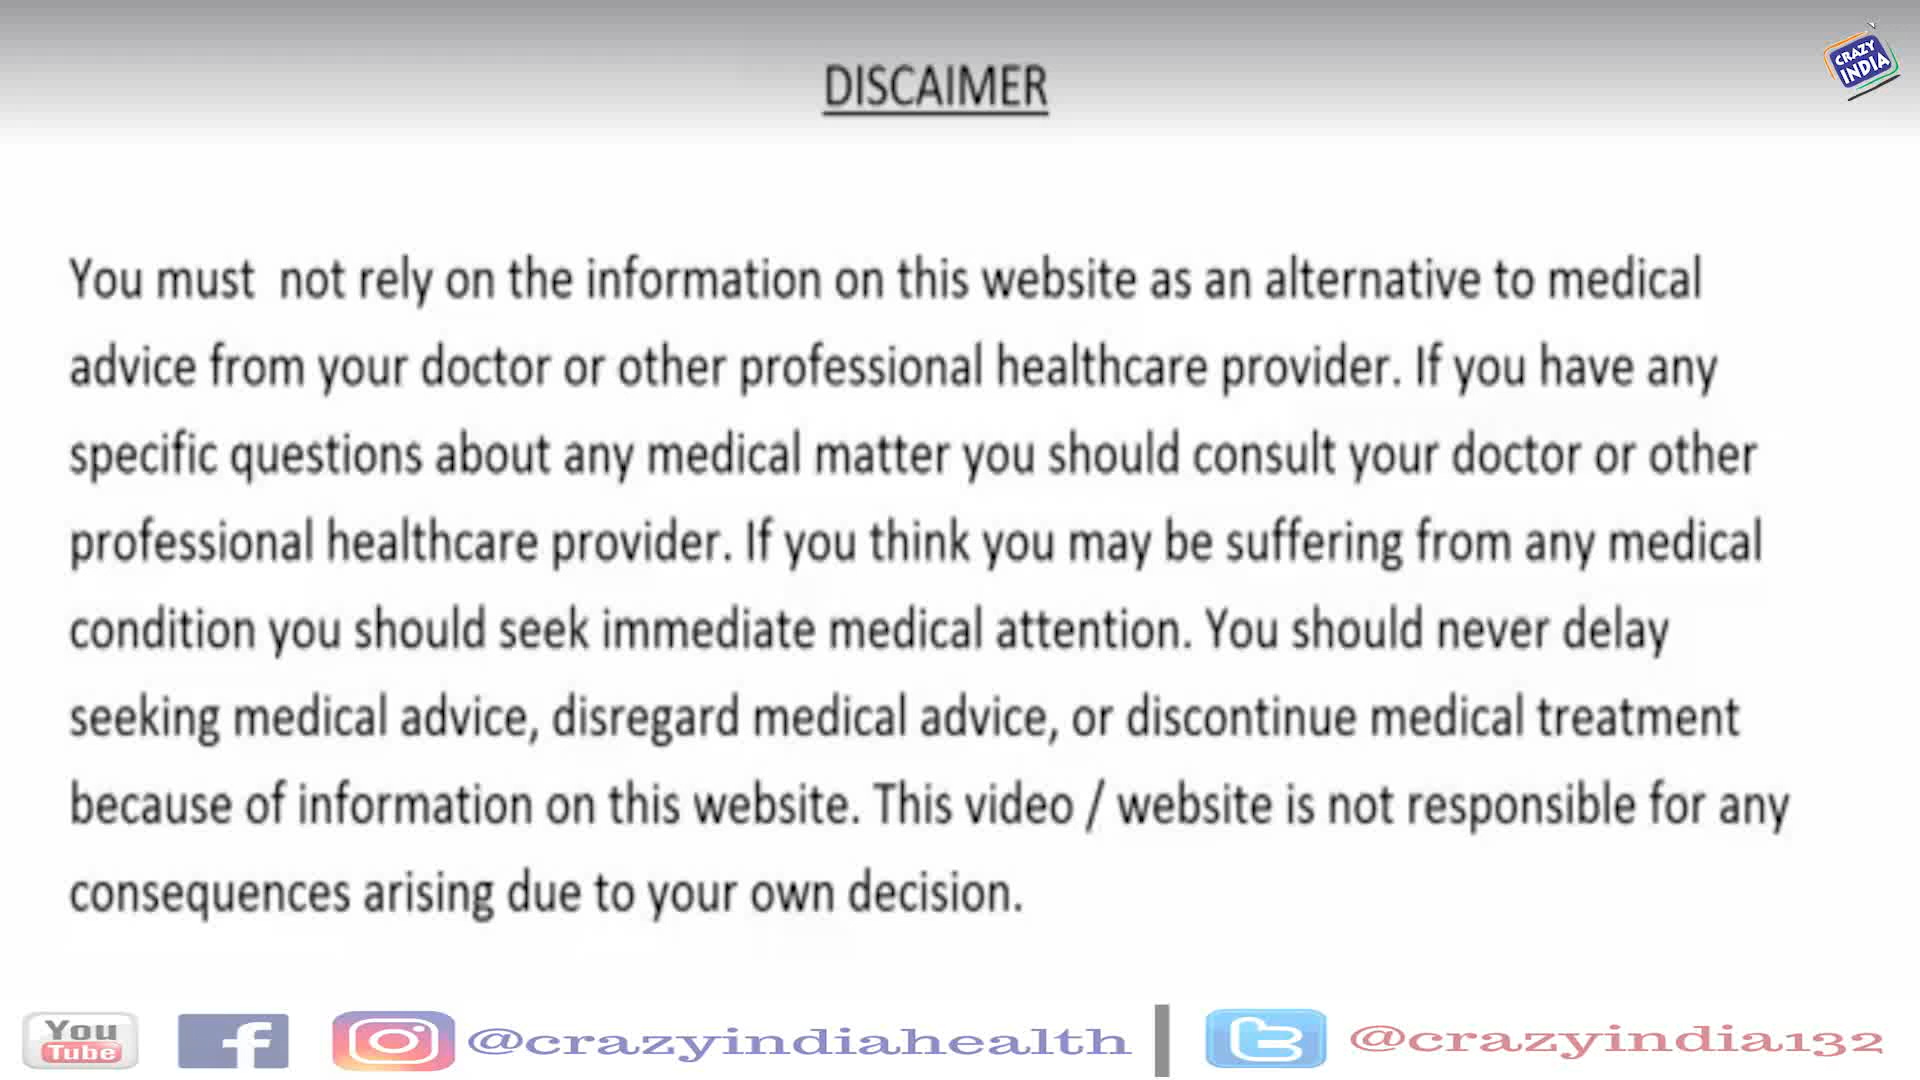 CRAZY
INDIA
DISCAIMER
You must  not rely on the information on this website as an alternative to medical
advice from your doctor or other professional healthcare provider. If you have any
specific questions about any medical matter you should consult your doctor or other
professional healthcare provider. If you think you may be suffering from any medical
condition you should seek immediate medical attention. You should never delay
seeking medical advice, disregard medical advice, or discontinue medical treatment
because of information on this website. This video / website is not responsible for any
consequences arising due to your own decision.
You
Tube
f
@crazyindiahealth
@crazyindia132